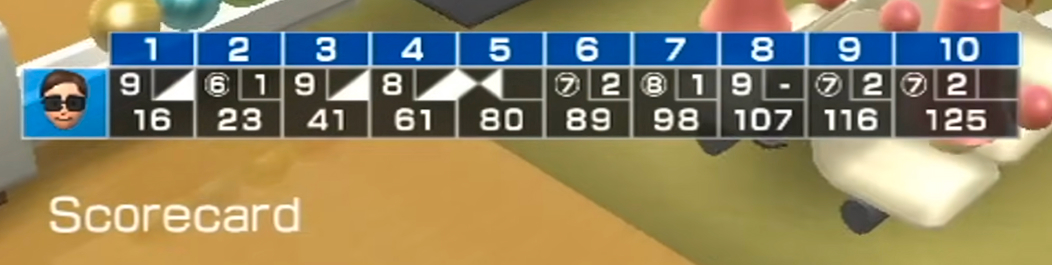 1 2 3 4 5 6 7 8 9 10
9 ◢ ⑥ 1 9 ◢ 8 ◢ ▶◀ ⑦ 2 ⑧ 1 9 - ⑦ 2 ⑦ 2
16 23 41 61 80 89 98 107 116 125
Scorecard